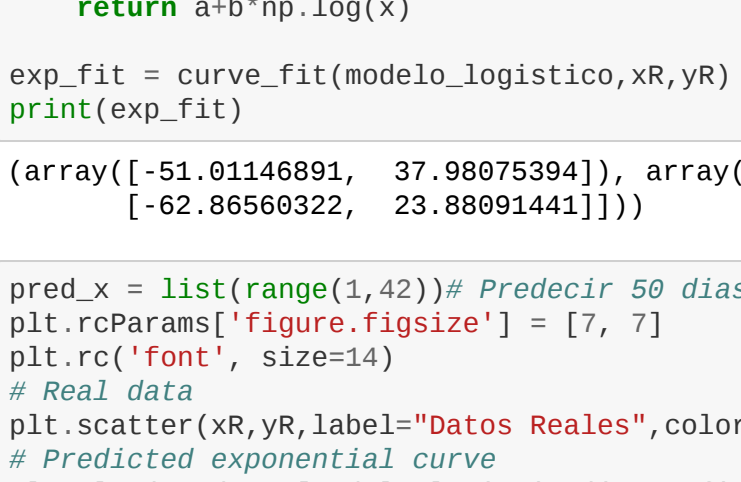 return a+b*np.log(x)
exp_fit = curve_fit(modelo_logistico,xR,yR)
print(exp_fit)
(array([-51.01146891, 37.98075394]), array(
[-62.86560322, 23.88091441]]))
pred_x = list(range(1,42))# Predecir 50 dias
plt.rcParams['figure.figsize'] = [7, 7]
plt.rc('font', size=14)
# Real data
plt.scatter(xR,yR,label="Datos Reales",color
# Predicted exponential curve